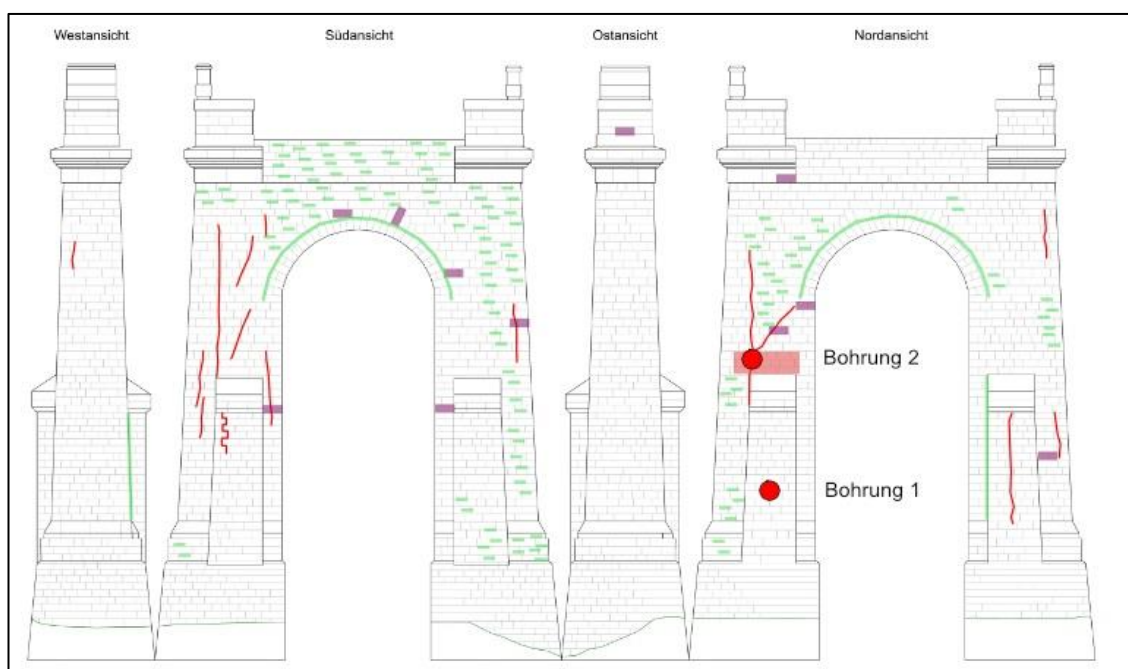 Westansicht
Südansicht
Ostansicht
Nordansicht
Bohrung 2
Bohrung 1